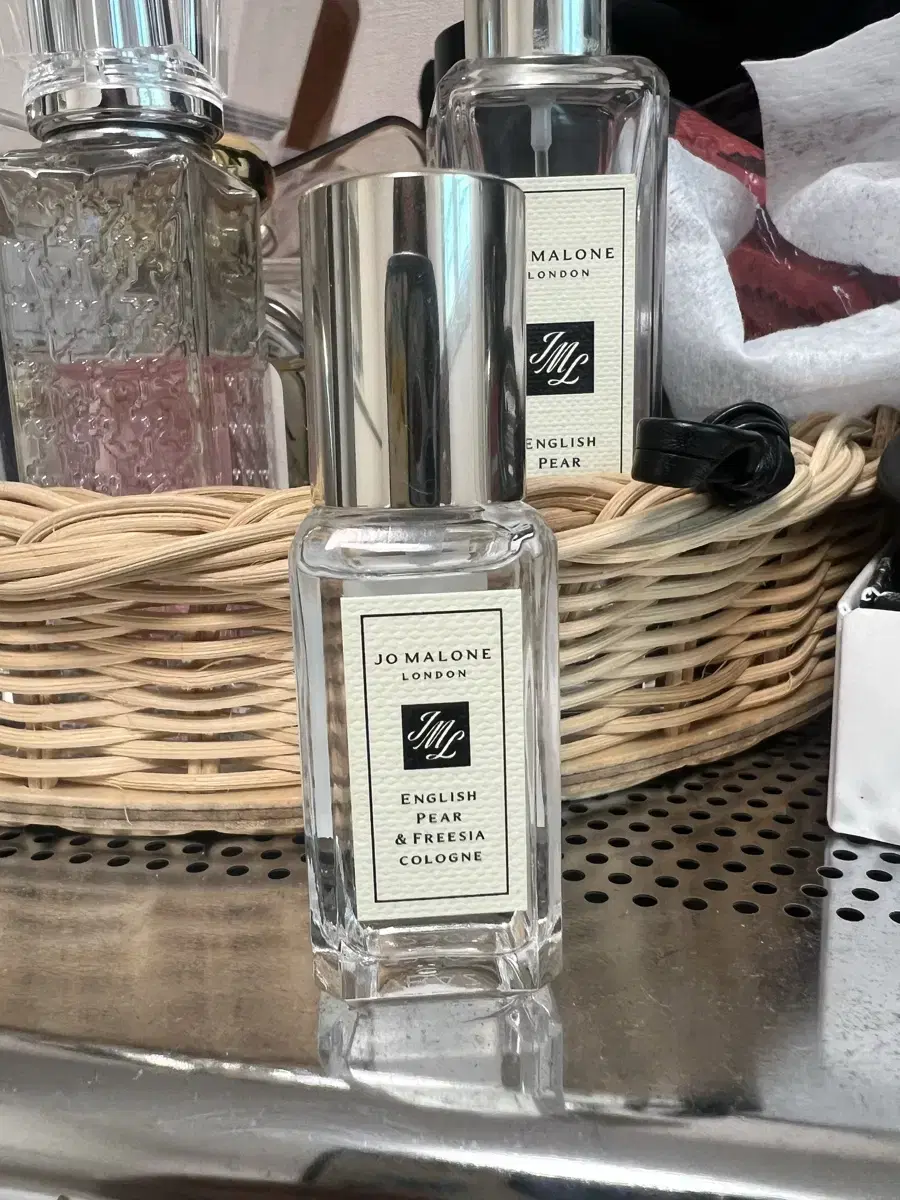 JO MALONE
LONDON
JML
ENGLISH
PEAR
& FREESIA
COLOGNE
MALONE
LONDON
JML
ENGLISH
PEAR